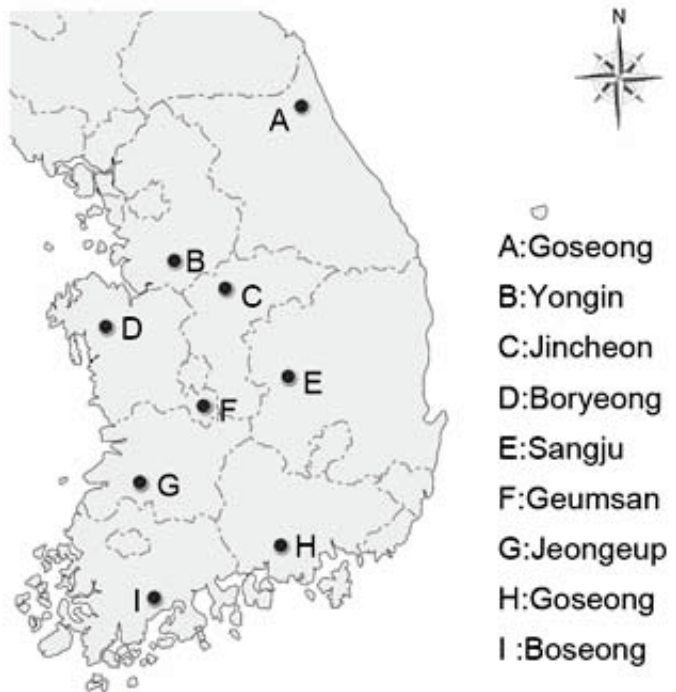 N
A
B
C
D
E
F
G
H
I
A:Goseong
B:Yongin
C:Jincheon
D:Boryeong
E:Sangju
F:Geumsan
G:Jeongeup
H:Goseong
I :Boseong